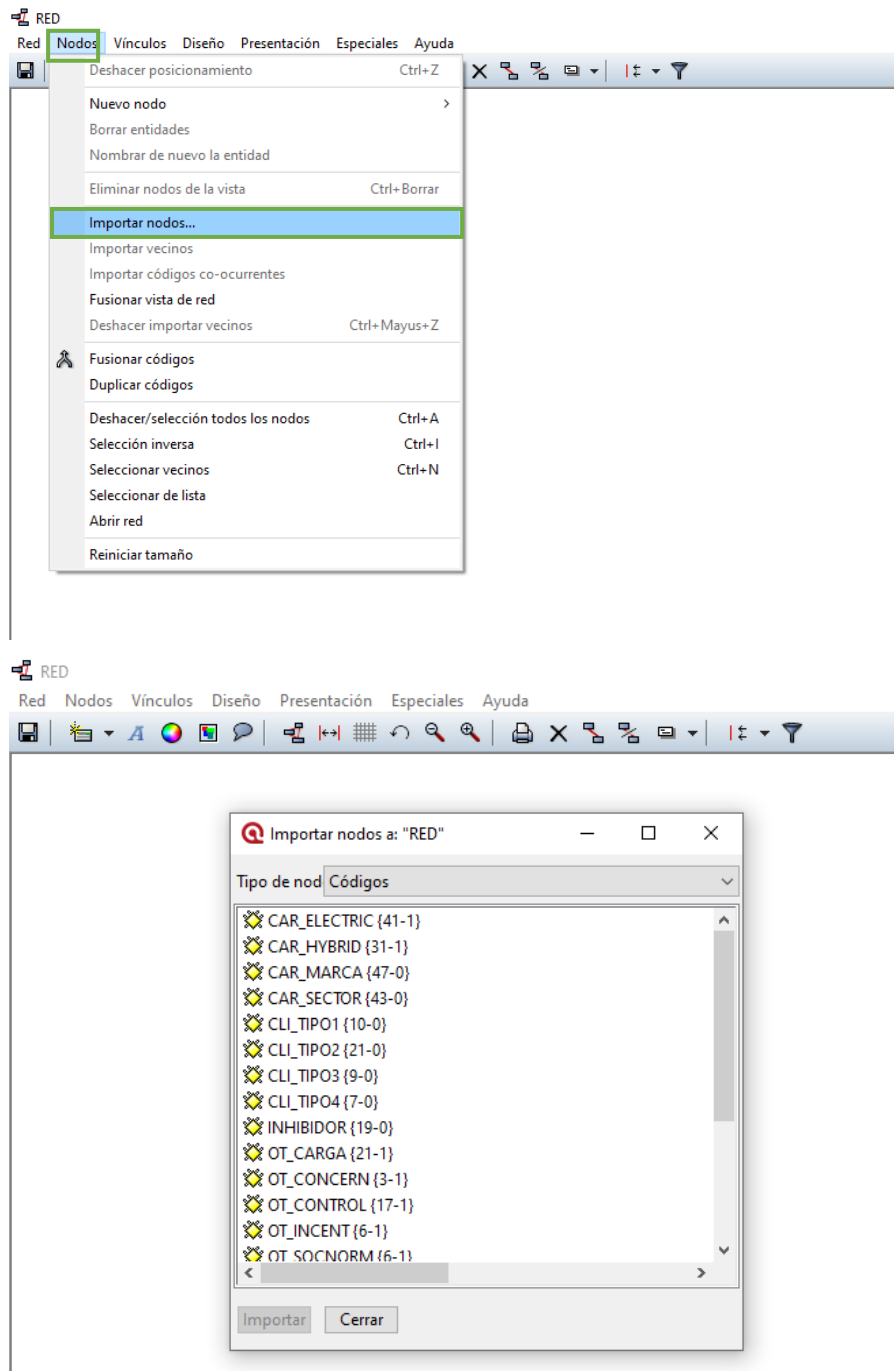 RED
Red Nodos Vínculos Diseño Presentación Especiales Ayuda
Deshacer posicionamiento Ctrl+Z
Nuevo nodo
Borrar entidades
Nombrar de nuevo la entidad
Eliminar nodos de la vista Ctrl+Borrar
Importar nodos...
Importar vecinos
Importar códigos co-ocurrentes
Fusionar vista de red
Deshacer importar vecinos Ctrl+Mayus+Z
Fusionar códigos
Duplicar códigos
Deshacer/selección todos los nodos Ctrl+A
Selección inversa Ctrl+I
Seleccionar vecinos Ctrl+N
Seleccionar de lista
Abrir red
Reiniciar tamaño
RED
Red Nodos Vínculos Diseño Presentación Especiales Ayuda
Importar nodos a: "RED"
Tipo de nod Códigos
CAR_ELECTRIC {41-1}
CAR_HYBRID {31-1}
CAR_MARCA {47-0}
CAR_SECTOR {43-0}
CLI_TIPO1 {10-0}
CLI_TIPO2 {21-0}
CLI_TIPO3 {9-0}
CLI_TIPO4 {7-0}
INHIBIDOR {19-0}
OT_CARGA {21-1}
OT_CONCERN {3-1}
OT_CONTROL {17-1}
OT_INCENT {6-1}
OT_SOCNORM {6-1}
Importar Cerrar